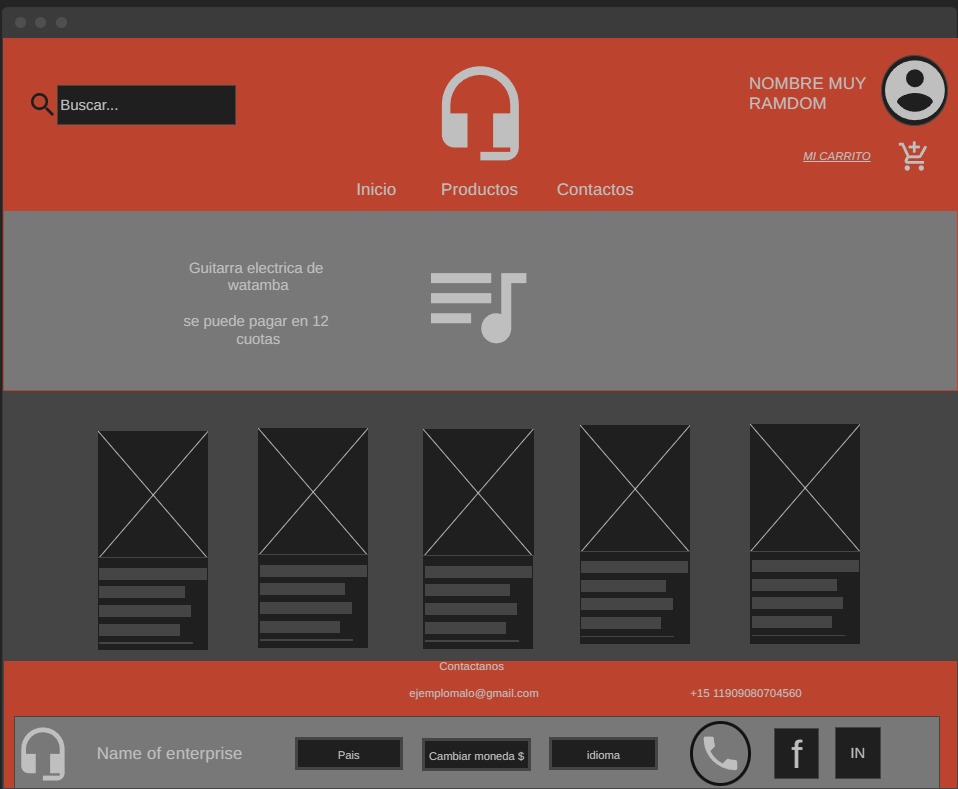 Buscar...
NOMBRE MUY
RAMDOM
MI CARRITO
Inicio
Productos
Contactos
Guitarra electrica de
watamba
se puede pagar en 12
cuotas
Contactanos
ejemplomalo@gmail.com
+15 11909080704560
Name of enterprise
Pais
Cambiar moneda $
idioma
f
IN